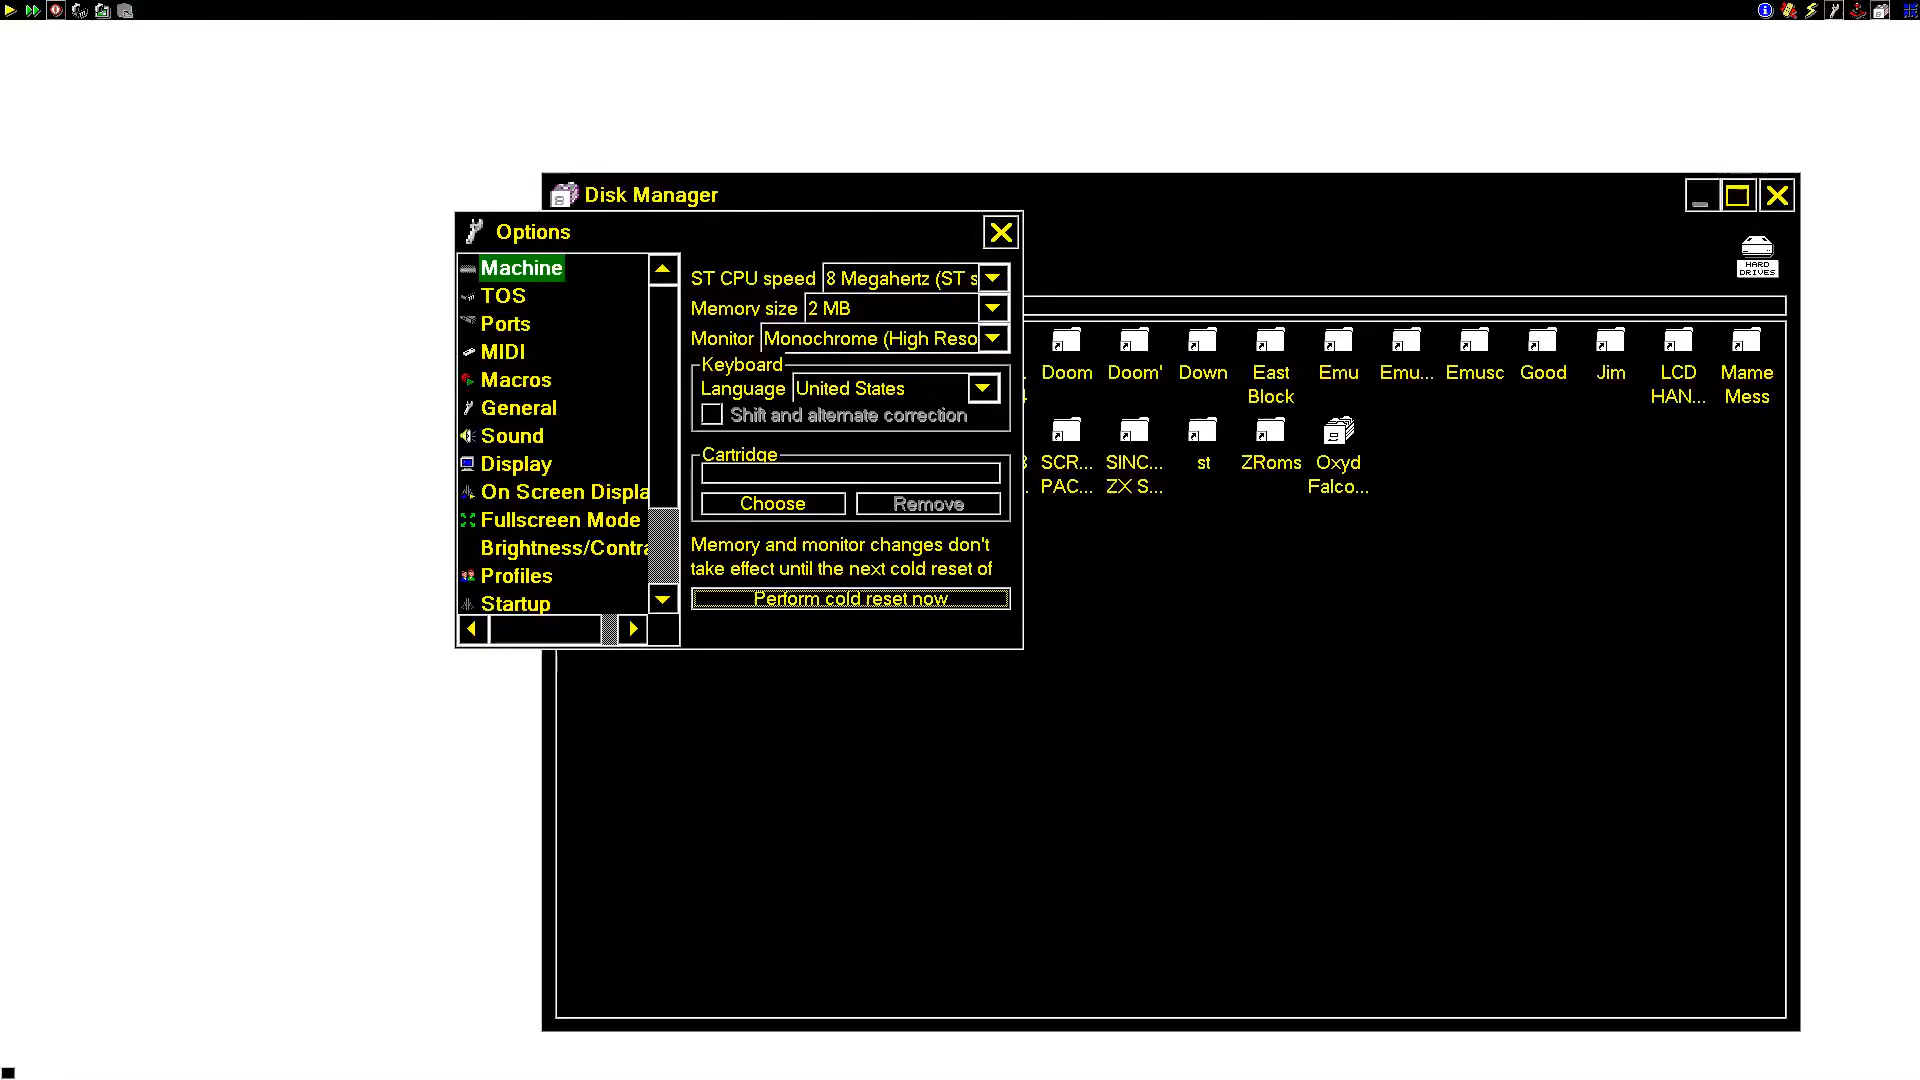 Disk Manager
Options
Machine
TOS
Ports
MIDI
Macros
General
Sound
Display
On Screen Displa
Fullscreen Mode
Brightness/Contra
Profiles
Startup
ST CPU speed 8 Megahertz (ST s
Memory size 2 MB
Monitor Monochrome (High Reso
Keyboard
Language United States
Shift and alternate correction
Cartridge
Choose Remove
Memory and monitor changes don't
take effect until the next cold reset of
Perform cold reset now
HARD
DRIVES
Doom Doom' Down East Emu Emu... Emusc Good Jim LCD Mame
Block HAN... Mess
SCR... SINC... st ZRoms Oxyd
PAC... ZX S... Falco...